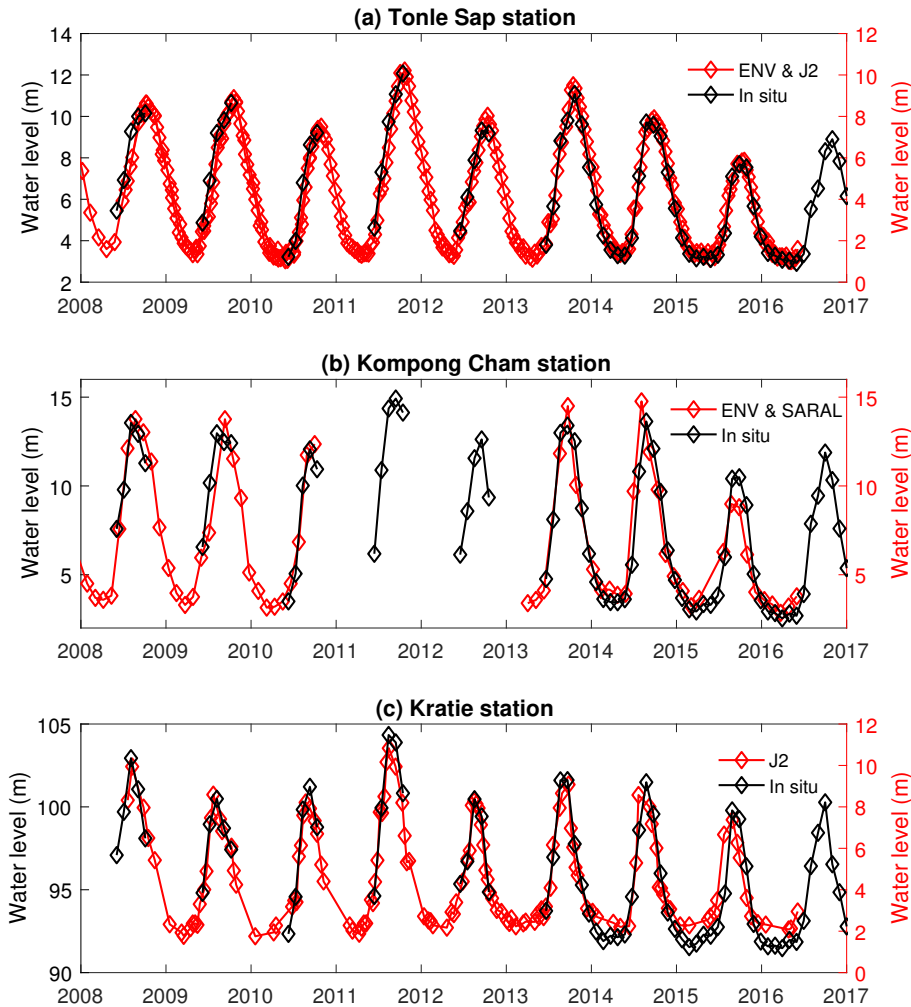 (a) Tonle Sap station
Water level (m)
14
12
10
8
6
4
2
12
10
8
6
4
2
0
Water level (m)
ENV & J2
In situ
2008 2009 2010 2011 2012 2013 2014 2015 2016 2017
(b) Kompong Cham station
Water level (m)
15
10
5
15
10
5
Water level (m)
ENV & SARAL
In situ
2008 2009 2010 2011 2012 2013 2014 2015 2016 2017
(c) Kratie station
Water level (m)
105
100
95
90
12
10
8
6
4
2
0
Water level (m)
J2
In situ
2008 2009 2010 2011 2012 2013 2014 2015 2016 2017